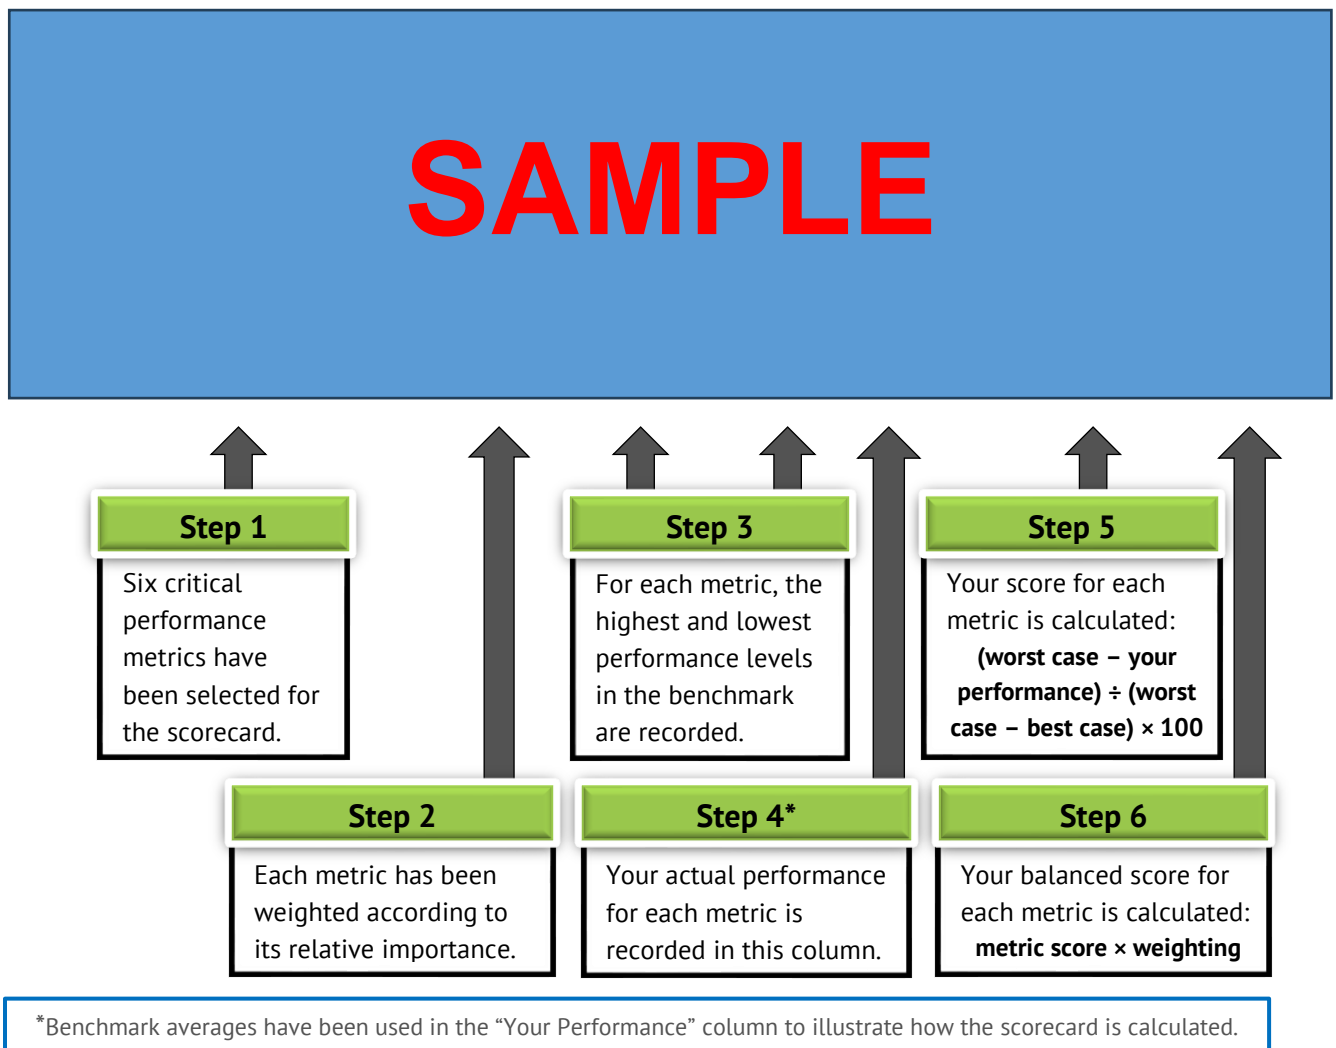 SAMPLE
Step 1
Six critical
performance
metrics have
been selected for
the scorecard.
Step 2
Each metric has been
weighted according to
its relative importance.
Step 3
For each metric, the
highest and lowest
performance levels
in the benchmark
are recorded.
Step 4*
Your actual performance
for each metric is
recorded in this column.
Step 5
Your score for each
metric is calculated:
(worst case – your
performance) ÷ (worst
case – best case) × 100
Step 6
Your balanced score for
each metric is calculated:
metric score × weighting
*Benchmark averages have been used in the “Your Performance” column to illustrate how the scorecard is calculated.